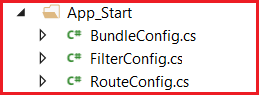 App_Start
C# BundleConfig.cs
C# FilterConfig.cs
C# RouteConfig.cs